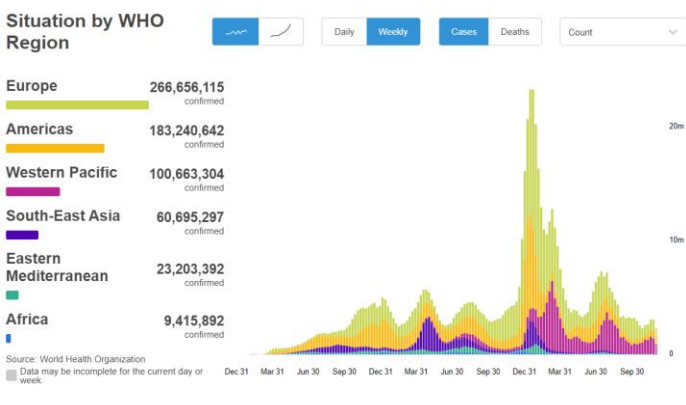 Situation by WHO
Region
Daily Weekly Cases Deaths Count
Europe 266,656,115
confirmed
Americas 183,240,642
confirmed
Western Pacific 100,663,304
confirmed
South-East Asia 60,695,297
confirmed
Eastern
Mediterranean 23,203,392
confirmed
Africa 9,415,892
confirmed
Source: World Health Organization
Data may be incomplete for the current day or
week.
20m
10m
0
Dec 31 Mar 31 Jun 30 Sep 30 Dec 31 Mar 31 Jun 30 Sep 30 Dec 31 Mar 31 Jun 30 Sep 30